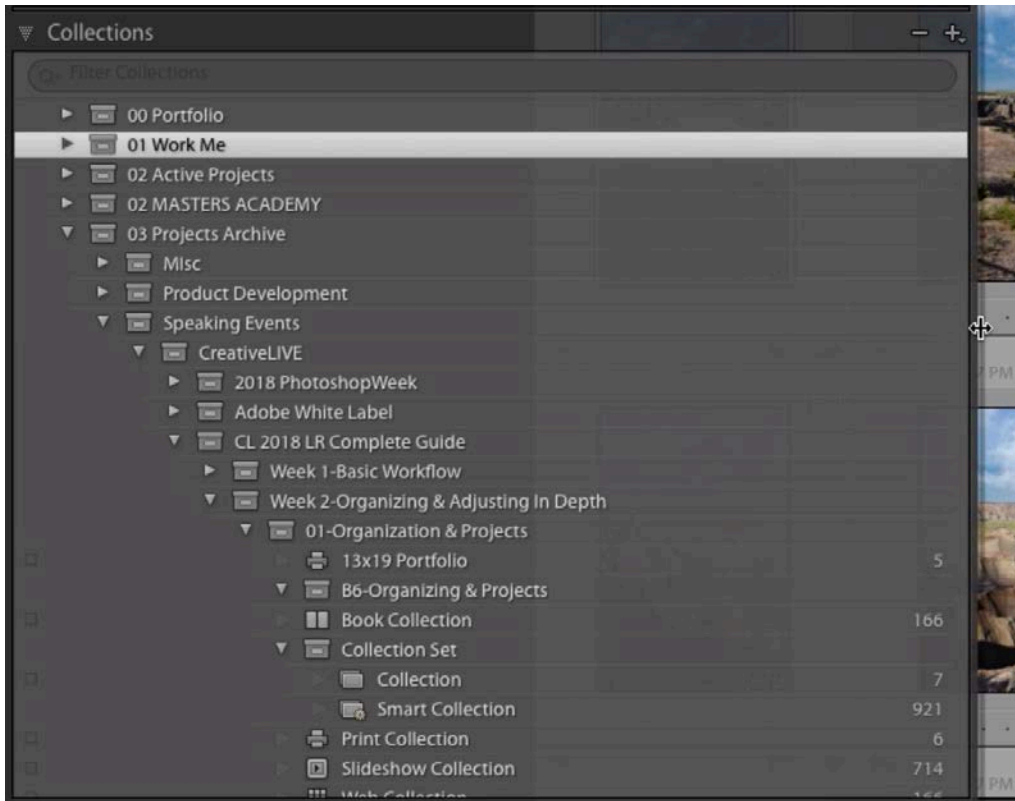 Collections
Filter Collections
00 Portfolio
01 Work Me
02 Active Projects
02 MASTERS ACADEMY
03 Projects Archive
MIsc
Product Development
Speaking Events
CreativeLIVE
2018 PhotoshopWeek
Adobe White Label
CL 2018 LR Complete Guide
Week 1-Basic Workflow
Week 2-Organizing & Adjusting In Depth
01-Organization & Projects
13x19 Portfolio 5
B6-Organizing & Projects
Book Collection 166
Collection Set
Collection 7
Smart Collection 921
Print Collection 6
Slideshow Collection 714
Web Collection 166
PM
PM